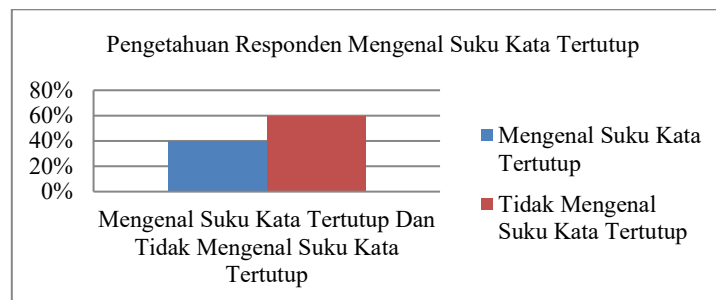 Pengetahuan Responden Mengenal Suku Kata Tertutup
80%
60%
40%
20%
0%
Mengenal Suku Kata Tertutup Dan
Tidak Mengenal Suku Kata
Tertutup
Mengenal Suku Kata
Tertutup
Tidak Mengenal
Suku Kata Tertutup